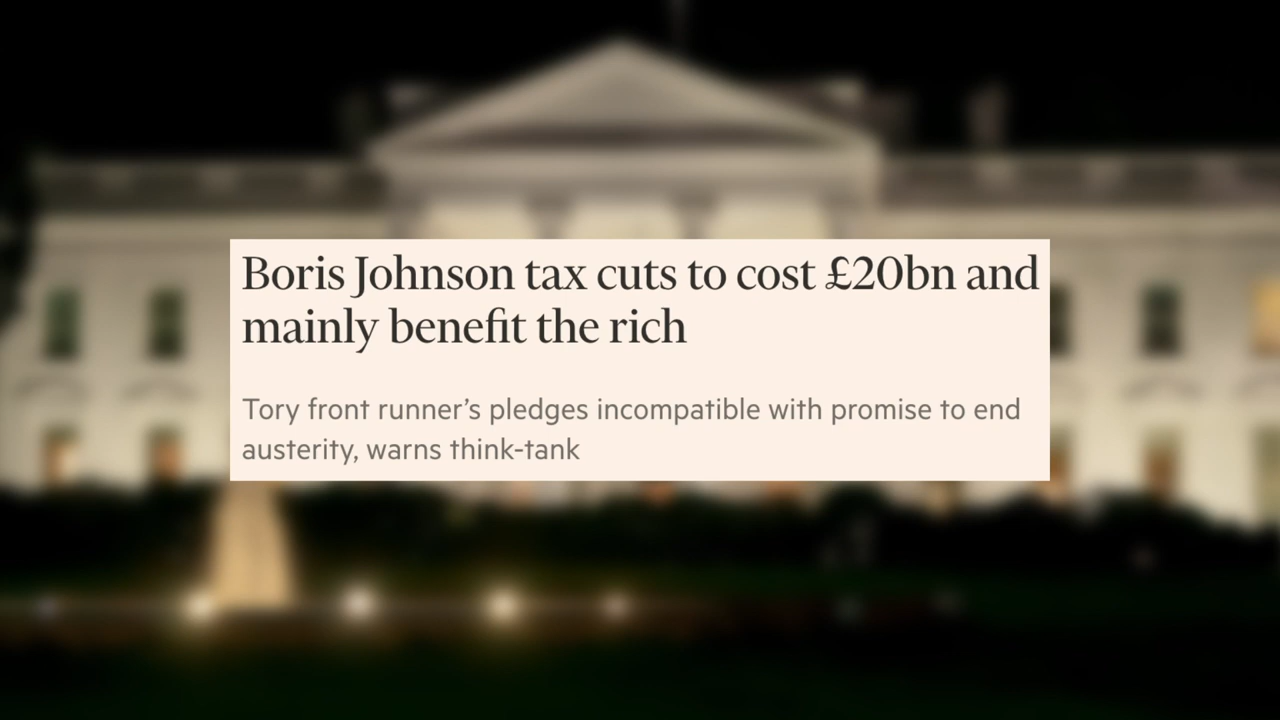 Boris Johnson tax cuts to cost £20bn and
mainly benefit the rich
Tory front runner’s pledges incompatible with promise to end
austerity, warns think-tank